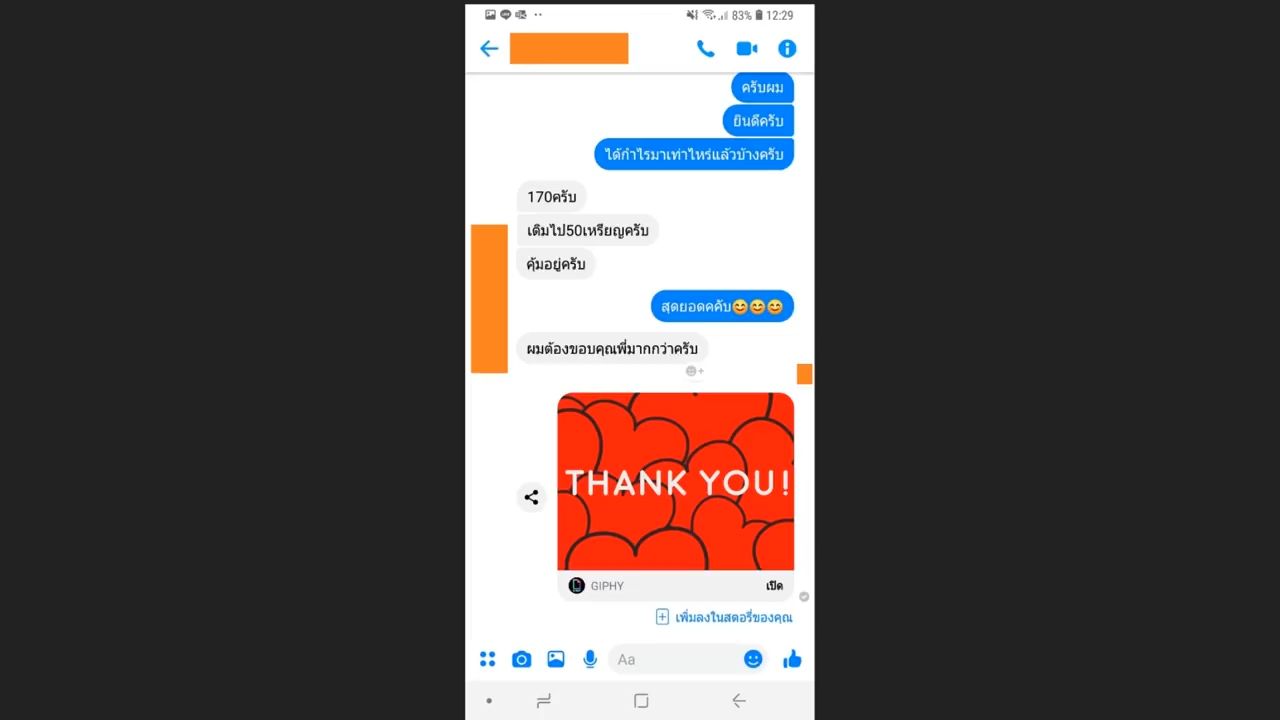 83% 12:29
ครับผม
ยินดีครับ
ได้กำไรมาเท่าไหร่แล้วบ้างครับ
170ครับ
เติมไป50เหรียญครับ
คุ้มอยู่ครับ
สุดยอดคคับ😊😊😊
ผมต้องขอบคุณพี่มากกว่าครับ
THANK YOU!
GIPHY เปิด
เพิ่มลงในสตอรี่ของคุณ
Aa